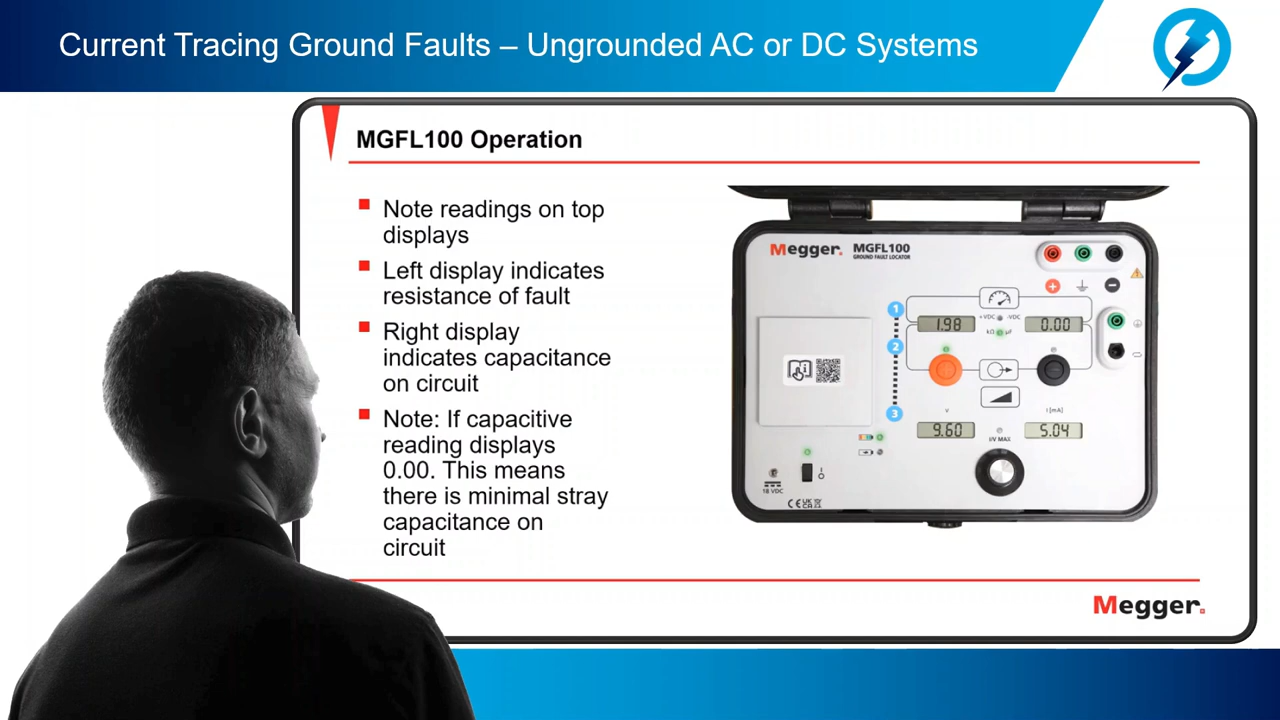 Current Tracing Ground Faults – Ungrounded AC or DC Systems
MGFL100 Operation
Note readings on top
displays
Left display indicates
resistance of fault
Right display
indicates capacitance
on circuit
Note: If capacitive
reading displays
0.00. This means
there is minimal stray
capacitance on
circuit
Megger. MGFL100
GROUND FAULT LOCATOR
1
+VDC -VDC
1.98 0.00
kΩ µF
2
3
V I [mA]
9.60 5.04
I/V MAX
I
O
18 VDC
CE UKCA
Megger.